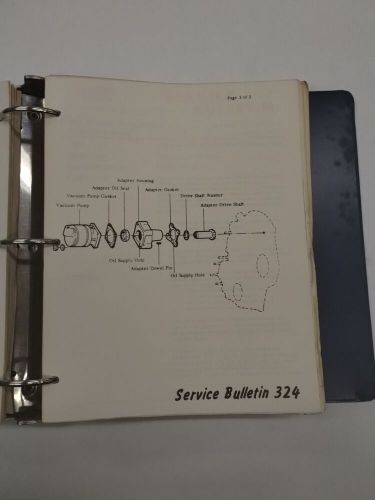 Page 3 of 3
Adapter Housing
Adapter Oil Seal
Adapter Gasket
Vacuum Pump Gasket
Drive Shaft Washer
Vacuum Pump
Adapter Drive Shaft
Oil Supply Hole
Adapter Dowel Pin
Oil Supply Hole
Service Bulletin 324